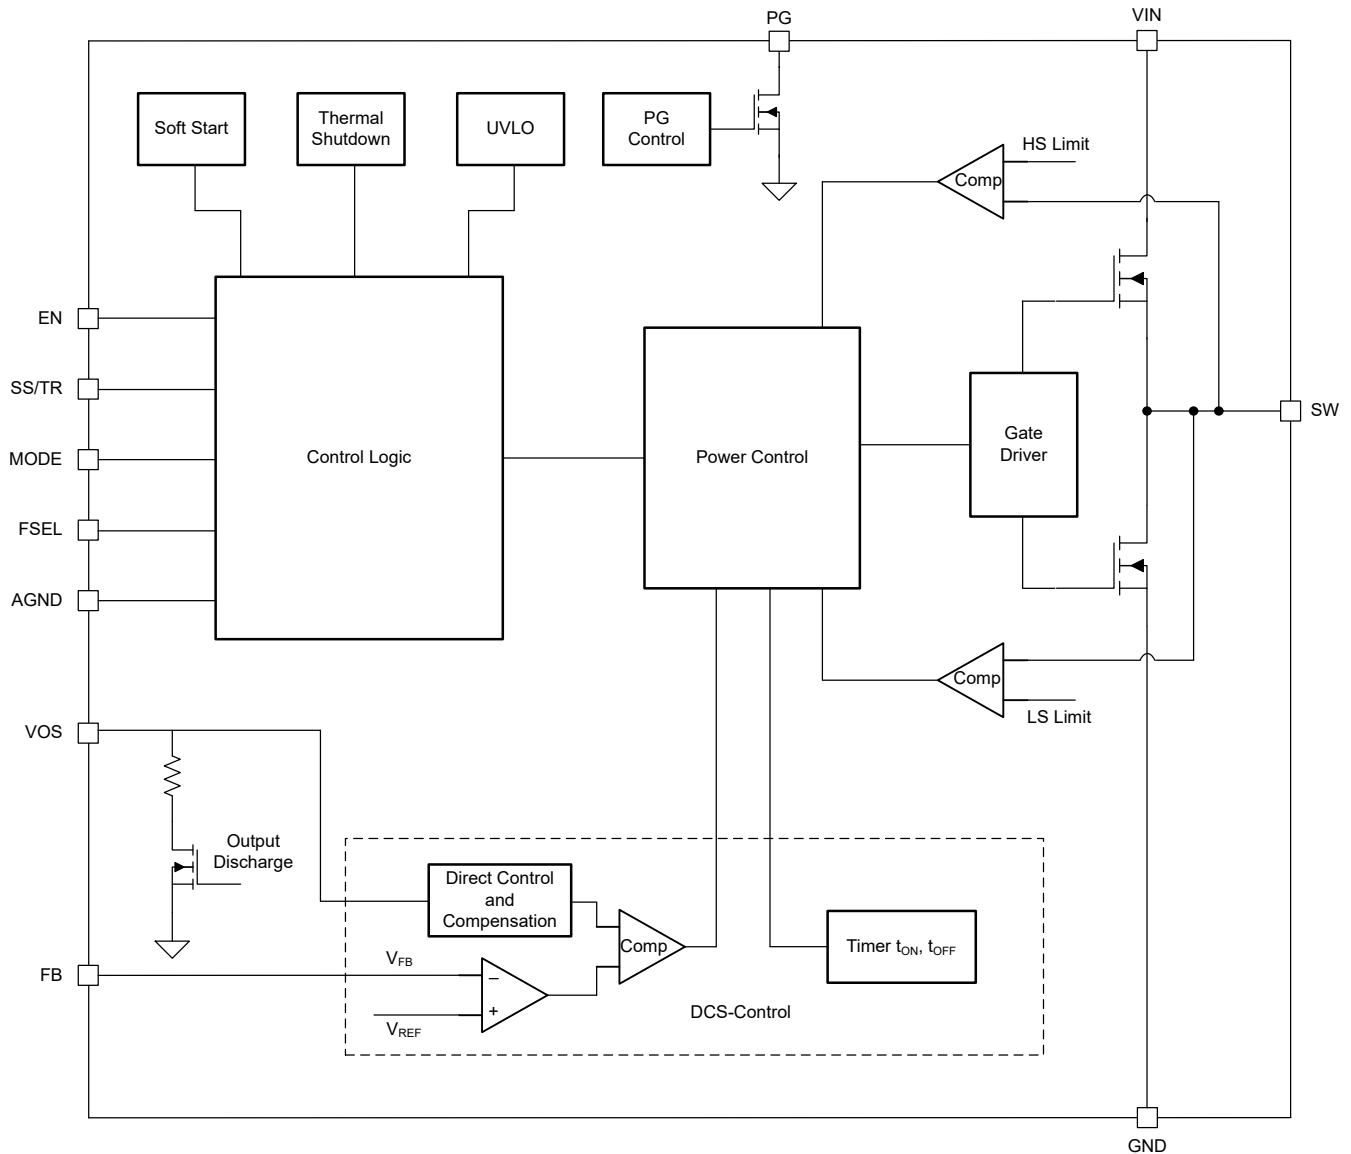 PG
VIN
Soft Start
Thermal
Shutdown
UVLO
PG
Control
HS Limit
Comp
EN
SS/TR
MODE
FSEL
AGND
Control Logic
Power Control
Gate
Driver
SW
Comp
LS Limit
VOS
Output
Discharge
Direct Control
and
Compensation
Comp
Timer tON, tOFF
FB
VFB
−
+
VREF
DCS-Control
GND